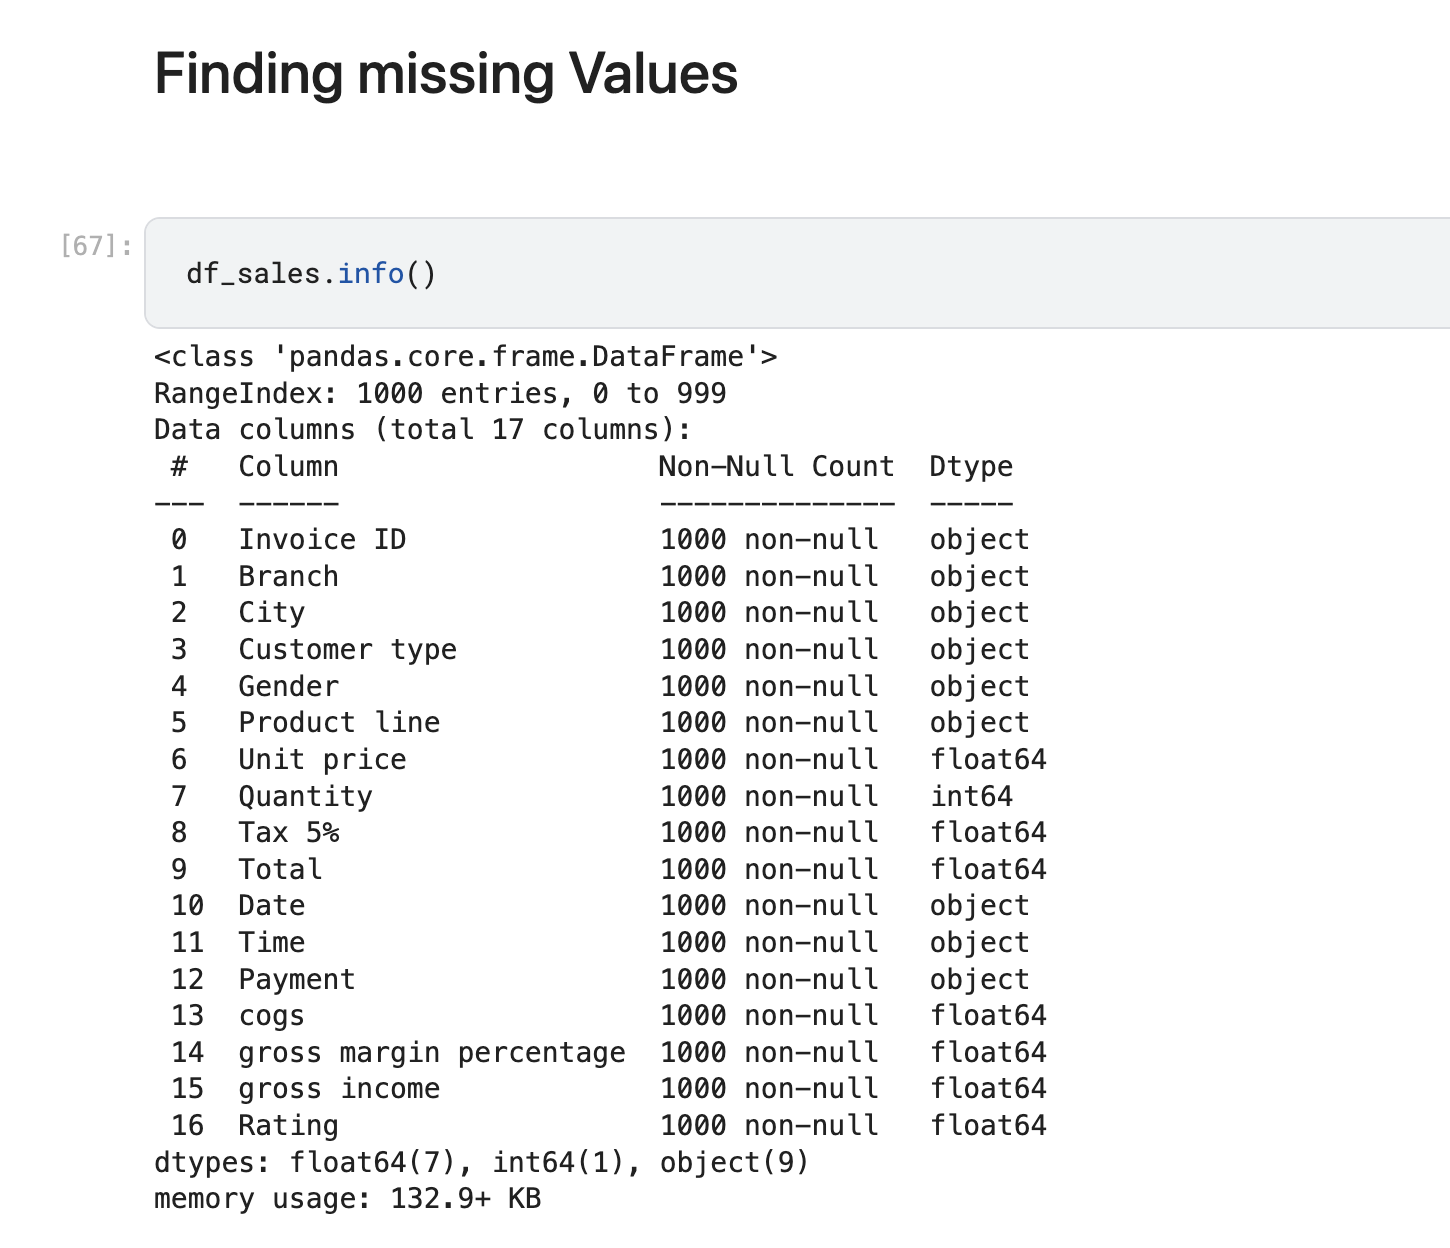 Finding missing Values
[67]:
df_sales.info()
<class 'pandas.core.frame.DataFrame'>
RangeIndex: 1000 entries, 0 to 999
Data columns (total 17 columns):
 #   Column                   Non-Null Count  Dtype
---  ------                   --------------  -----
 0   Invoice ID               1000 non-null   object
 1   Branch                   1000 non-null   object
 2   City                     1000 non-null   object
 3   Customer type            1000 non-null   object
 4   Gender                   1000 non-null   object
 5   Product line             1000 non-null   object
 6   Unit price               1000 non-null   float64
 7   Quantity                 1000 non-null   int64
 8   Tax 5%                   1000 non-null   float64
 9   Total                    1000 non-null   float64
 10  Date                     1000 non-null   object
 11  Time                     1000 non-null   object
 12  Payment                  1000 non-null   object
 13  cogs                     1000 non-null   float64
 14  gross margin percentage  1000 non-null   float64
 15  gross income             1000 non-null   float64
 16  Rating                   1000 non-null   float64
dtypes: float64(7), int64(1), object(9)
memory usage: 132.9+ KB